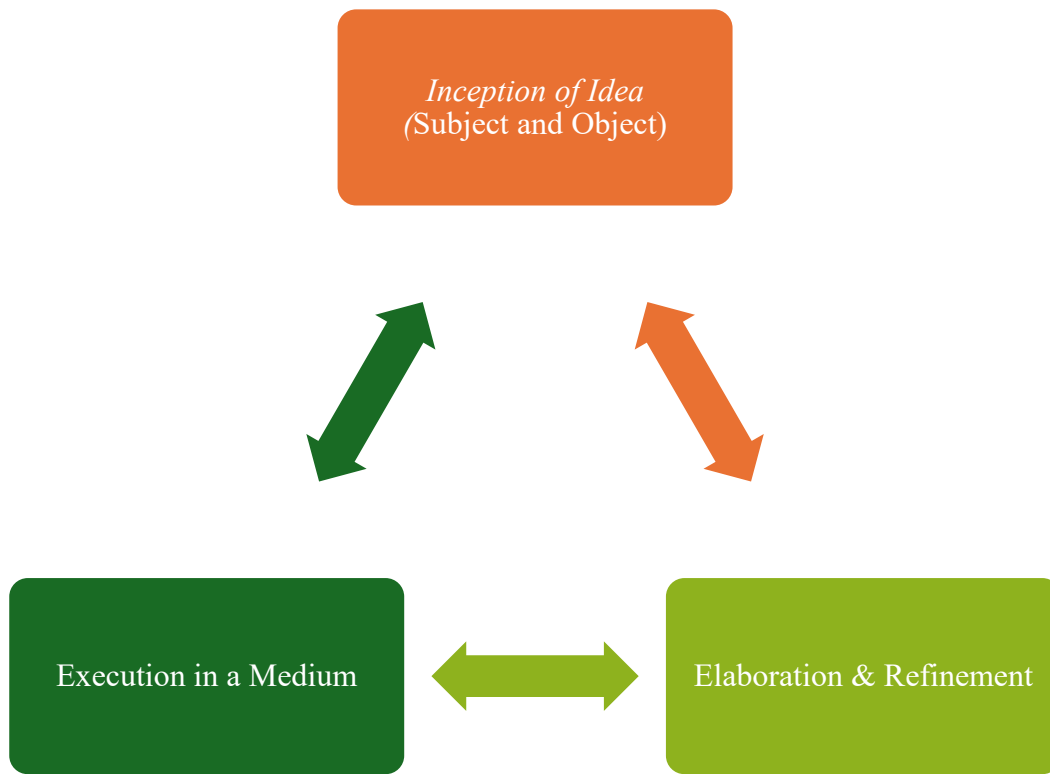 Inception of Idea
(Subject and Object)
Execution in a Medium
Elaboration & Refinement